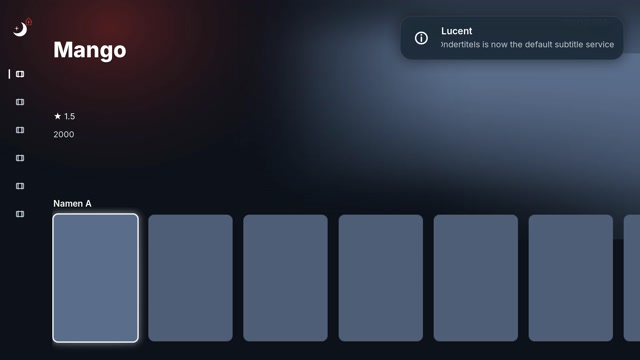 Lucent
Ondertitels is now the default subtitle service
Mango
★ 1.5
2000
Namen A